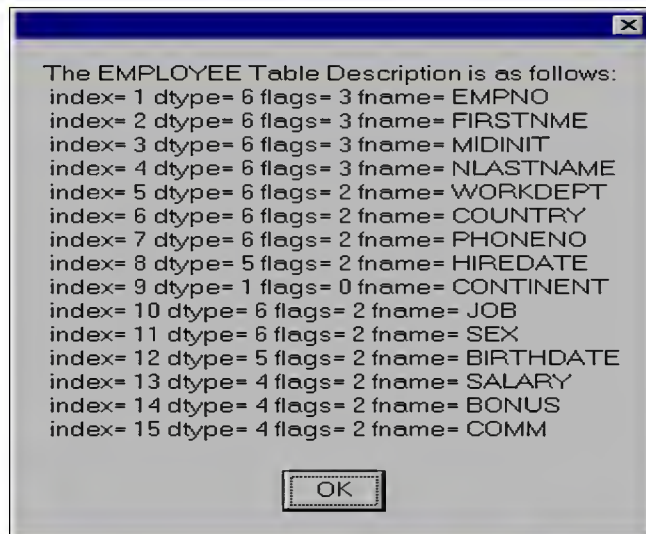 The EMPLOYEE Table Description is as follows:
index= 1 dtype= 6 flags= 3 fname= EMPNO
index= 2 dtype= 6 flags= 3 fname= FIRSTNME
index= 3 dtype= 6 flags= 3 fname= MIDINIT
index= 4 dtype= 6 flags= 3 fname= NLASTNAME
index= 5 dtype= 6 flags= 2 fname= WORKDEPT
index= 6 dtype= 6 flags= 2 fname= COUNTRY
index= 7 dtype= 6 flags= 2 fname= PHONENO
index= 8 dtype= 5 flags= 2 fname= HIREDATE
index= 9 dtype= 1 flags= 0 fname= CONTINENT
index= 10 dtype= 6 flags= 2 fname= JOB
index= 11 dtype= 6 flags= 2 fname= SEX
index= 12 dtype= 5 flags= 2 fname= BIRTHDATE
index= 13 dtype= 4 flags= 2 fname= SALARY
index= 14 dtype= 4 flags= 2 fname= BONUS
index= 15 dtype= 4 flags= 2 fname= COMM
OK